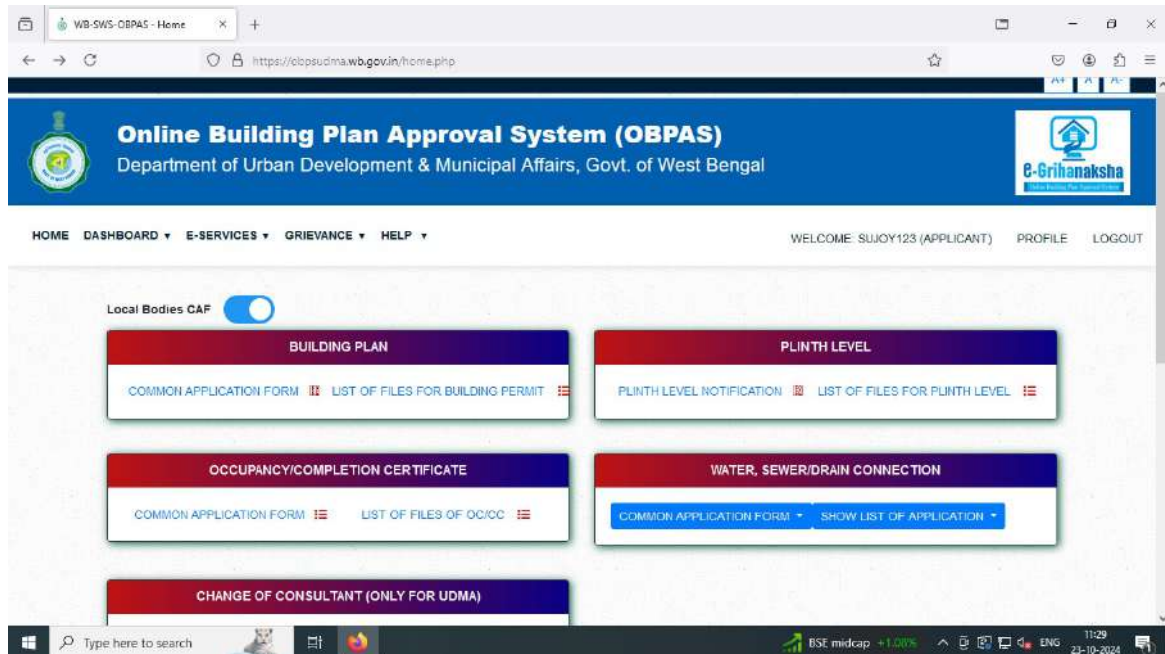 WB-SWS-OBPAS - Home
https://obpsudma.wb.gov.in/home.php
A+ A A-
Online Building Plan Approval System (OBPAS)
Department of Urban Development & Municipal Affairs, Govt. of West Bengal
e-Grihanaksha
HOME DASHBOARD E-SERVICES GRIEVANCE HELP
WELCOME: SUJOY123 (APPLICANT) PROFILE LOGOUT
Local Bodies CAF
BUILDING PLAN
COMMON APPLICATION FORM LIST OF FILES FOR BUILDING PERMIT
PLINTH LEVEL
PLINTH LEVEL NOTIFICATION LIST OF FILES FOR PLINTH LEVEL
OCCUPANCY/COMPLETION CERTIFICATE
COMMON APPLICATION FORM LIST OF FILES OF OC/CC
WATER, SEWER/DRAIN CONNECTION
COMMON APPLICATION FORM SHOW LIST OF APPLICATION
CHANGE OF CONSULTANT (ONLY FOR UDMA)
Type here to search
BSE midcap +1.08%
ENG
11:29
23-10-2024